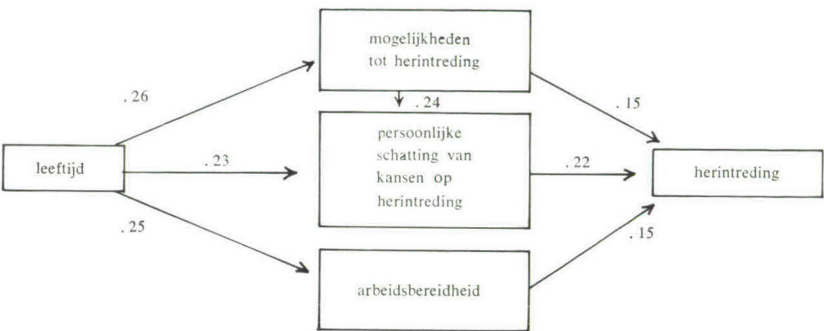 mogelijkheden
tot herintreding
.26
.15
.24
persoonlijke
schatting van
kansen op
herintreding
leeftijd
.23
.22
herintreding
.25
.15
arbeidsbereidheid